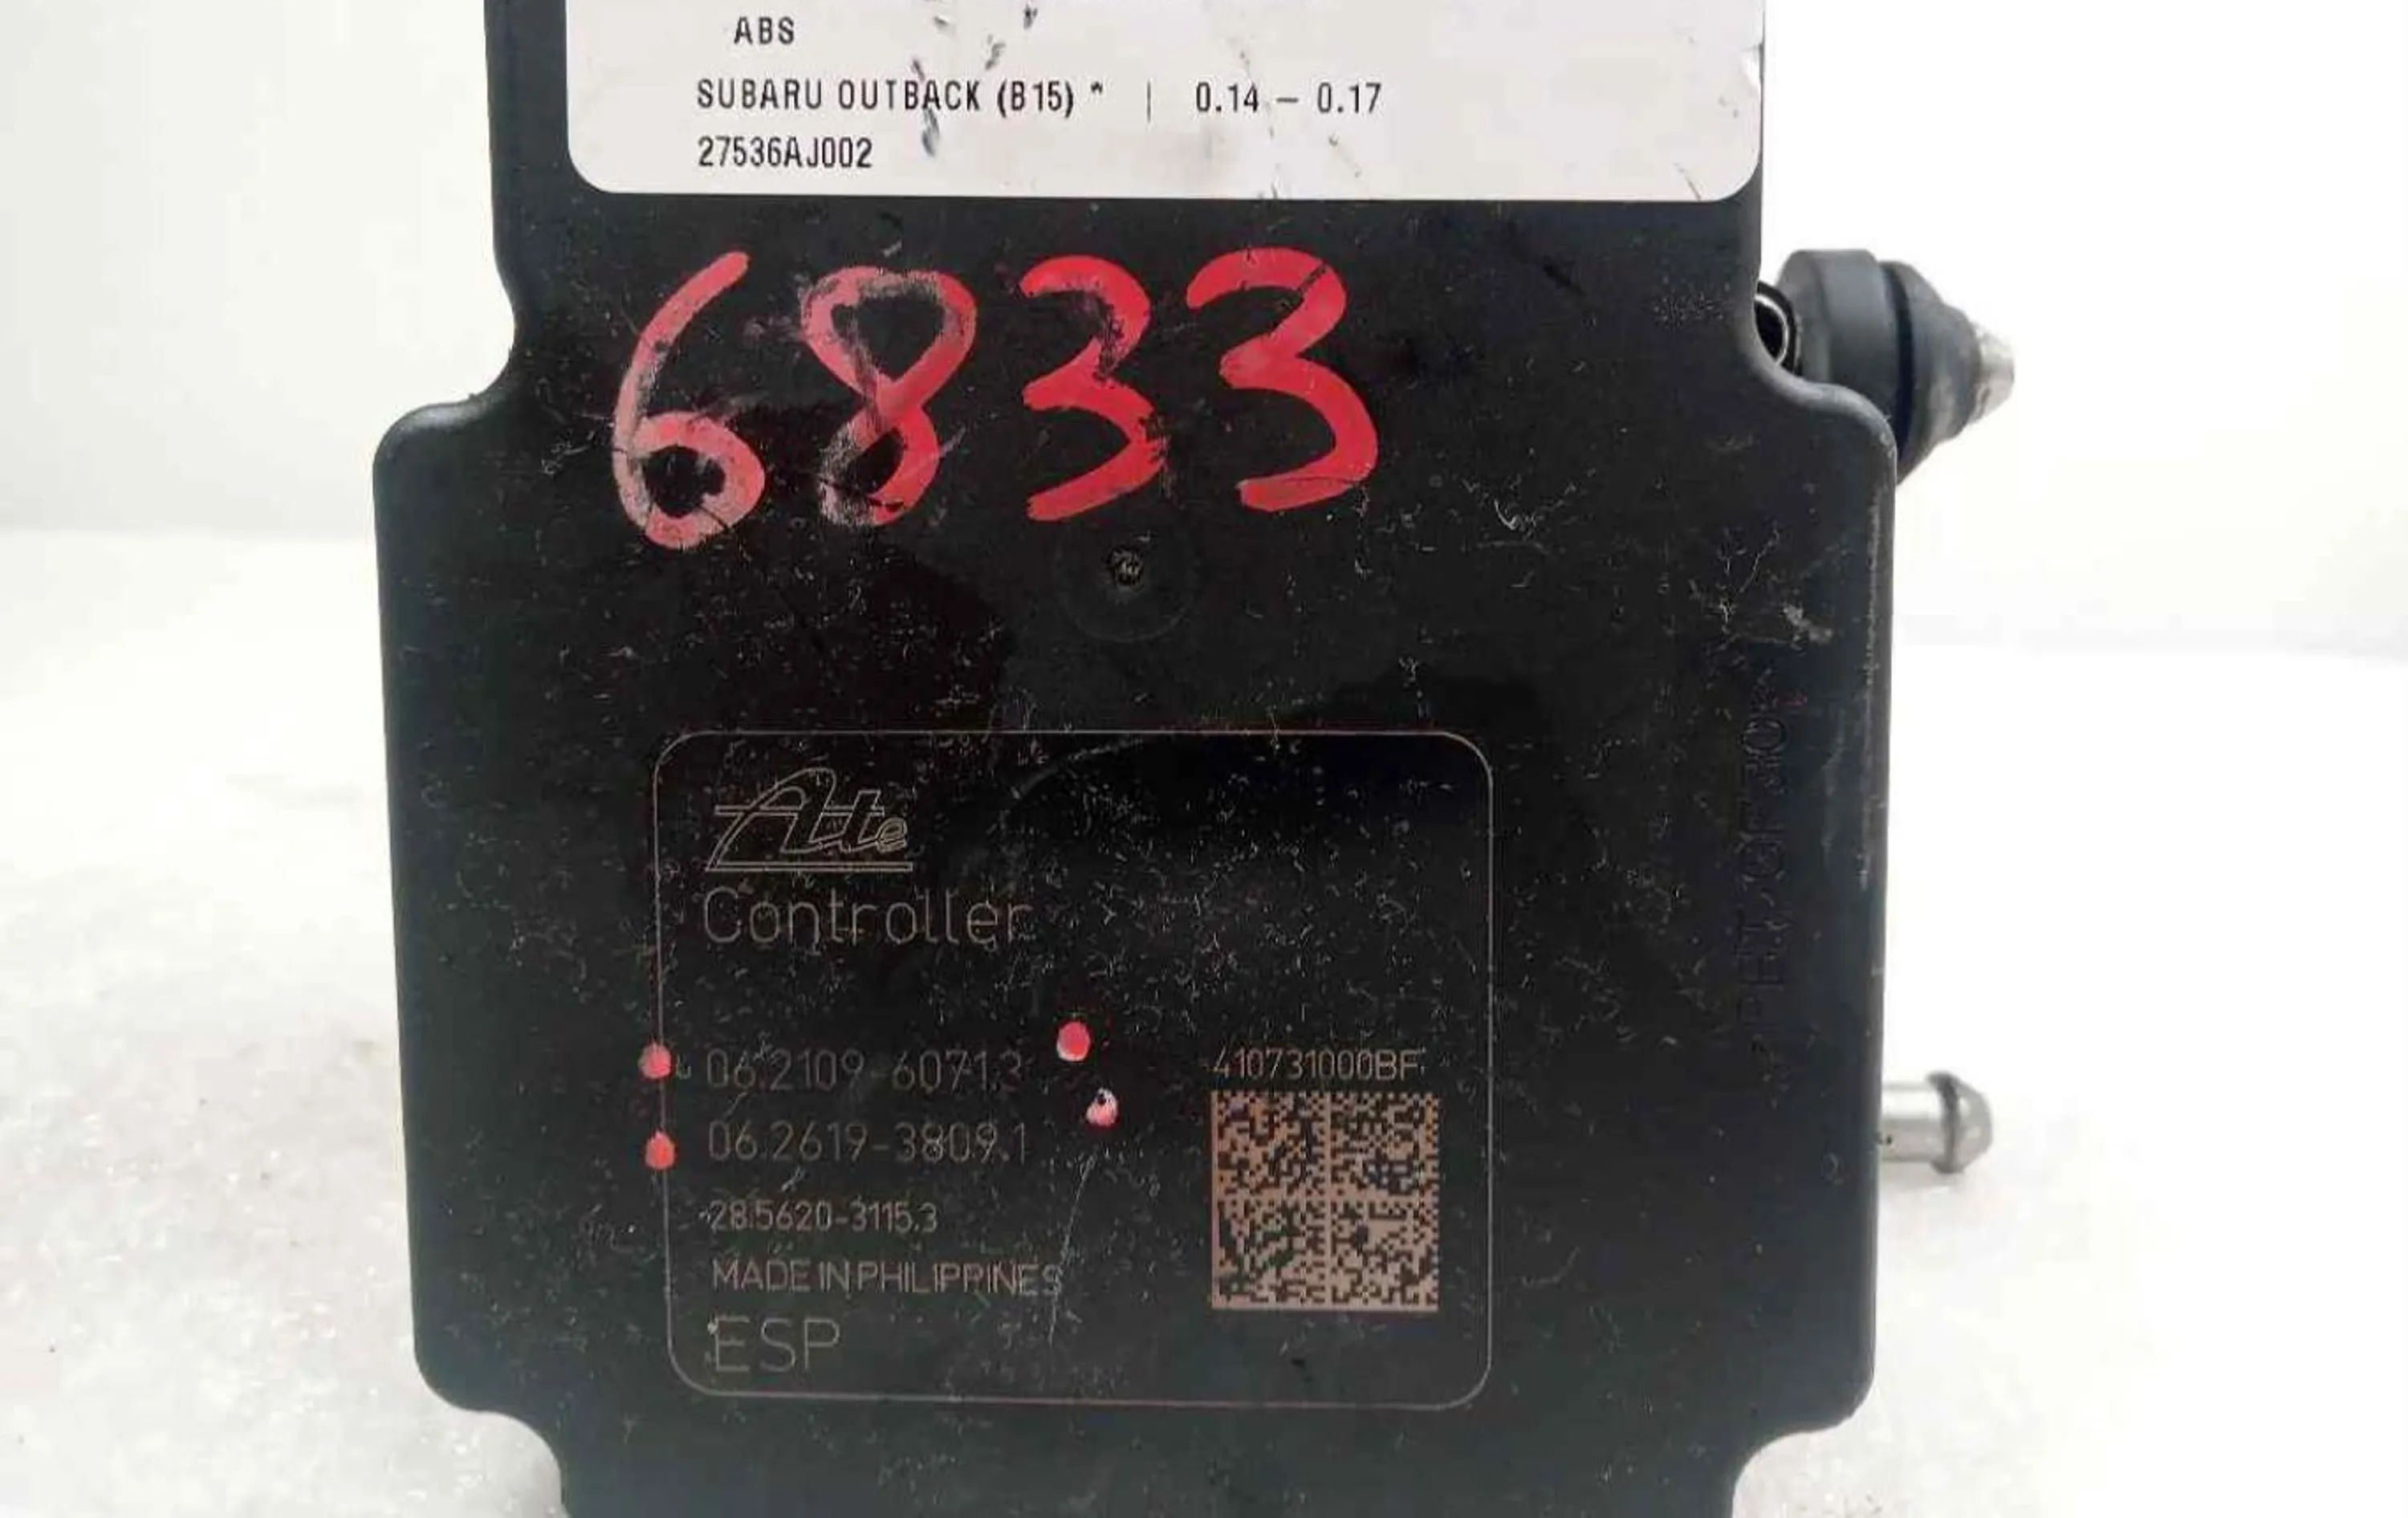 ABS
SUBARU OUTBACK (B15) * | 0.14 – 0.17
27536AJ002
6833
Ate
Controller
06.2109-6071.3
410731000BF
06.2619-3809.1
28.5620-3115.3
MADE IN PHILIPPINES
ESP